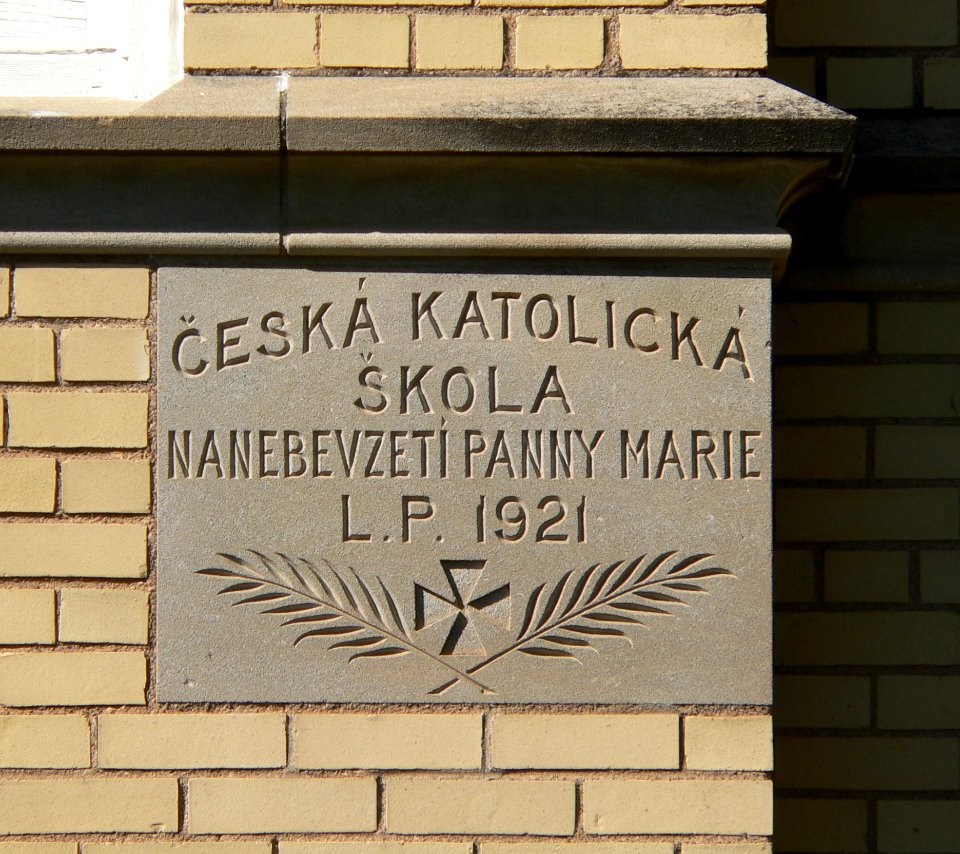 ČESKÁ KATOLICKÁ
ŠKOLA
NANEBEVZETÍ PANNY MARIE
L.P. 1921